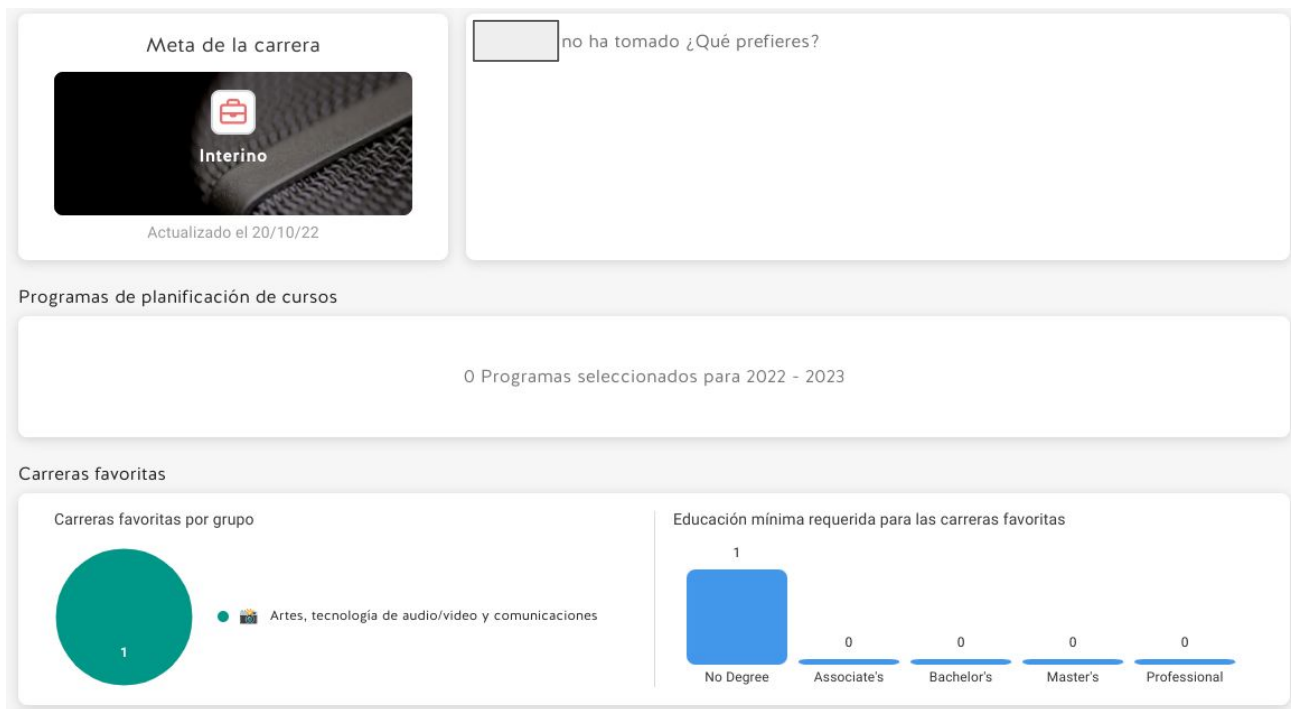 Meta de la carrera
Interino
Actualizado el 20/10/22
no ha tomado ¿Qué prefieres?
Programas de planificación de cursos
0 Programas seleccionados para 2022 - 2023
Carreras favoritas
Carreras favoritas por grupo
1
Artes, tecnología de audio/video y comunicaciones
Educación mínima requerida para las carreras favoritas
1
0
0
0
0
No Degree
Associate's
Bachelor's
Master's
Professional